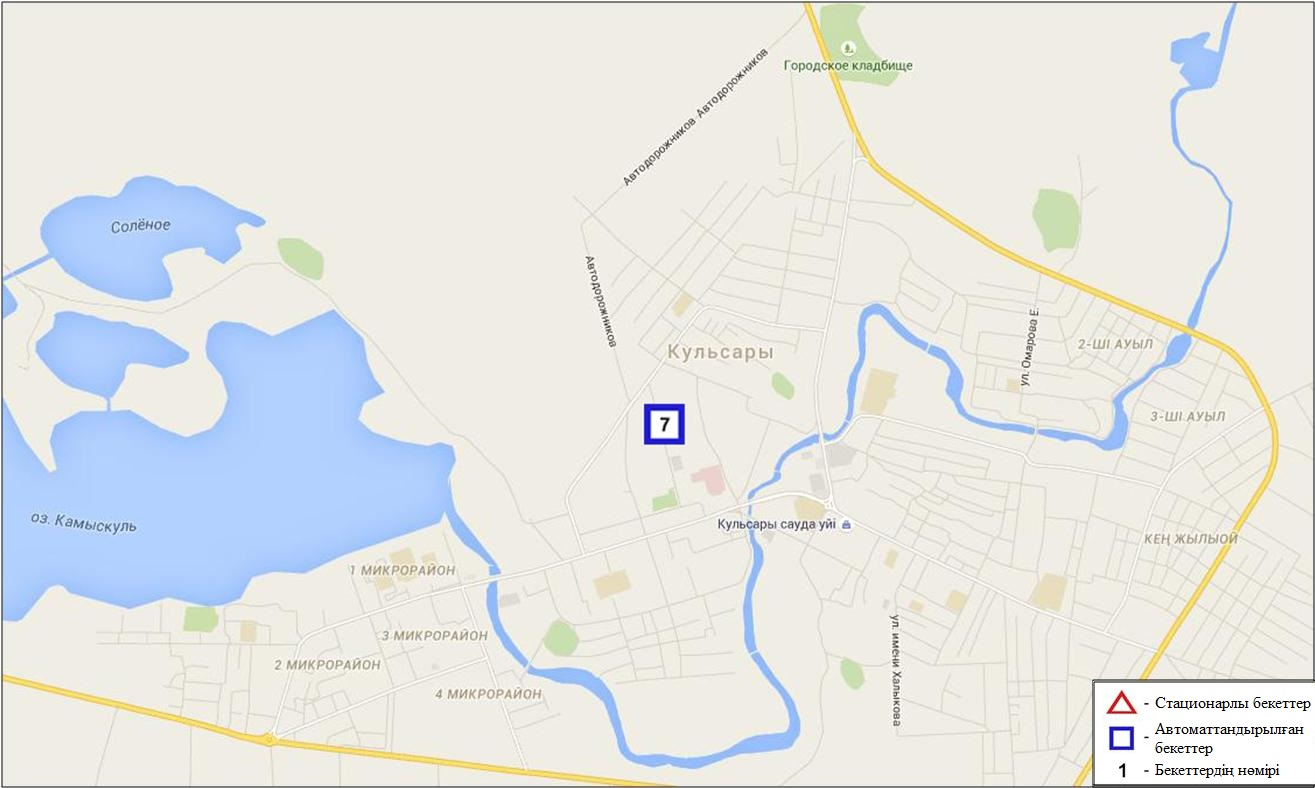 Городское кладбище
Автодорожников Автодорожников
Солёное
Автодорожников
ул. Омарова Е.
2-ШІ АУЫЛ
Кульсары
3-ШІ АУЫЛ
7
оз. Камыскуль
Кульсары сауда уйі
КЕҢ ЖЫЛЫОЙ
1 МИКРОРАЙОН
3 МИКРОРАЙОН
2 МИКРОРАЙОН
4 МИКРОРАЙОН
ул. имени Халыкова
- Стационарлы бекеттер
- Автоматтандырылған
бекеттер
1 - Бекеттердің нөмірі